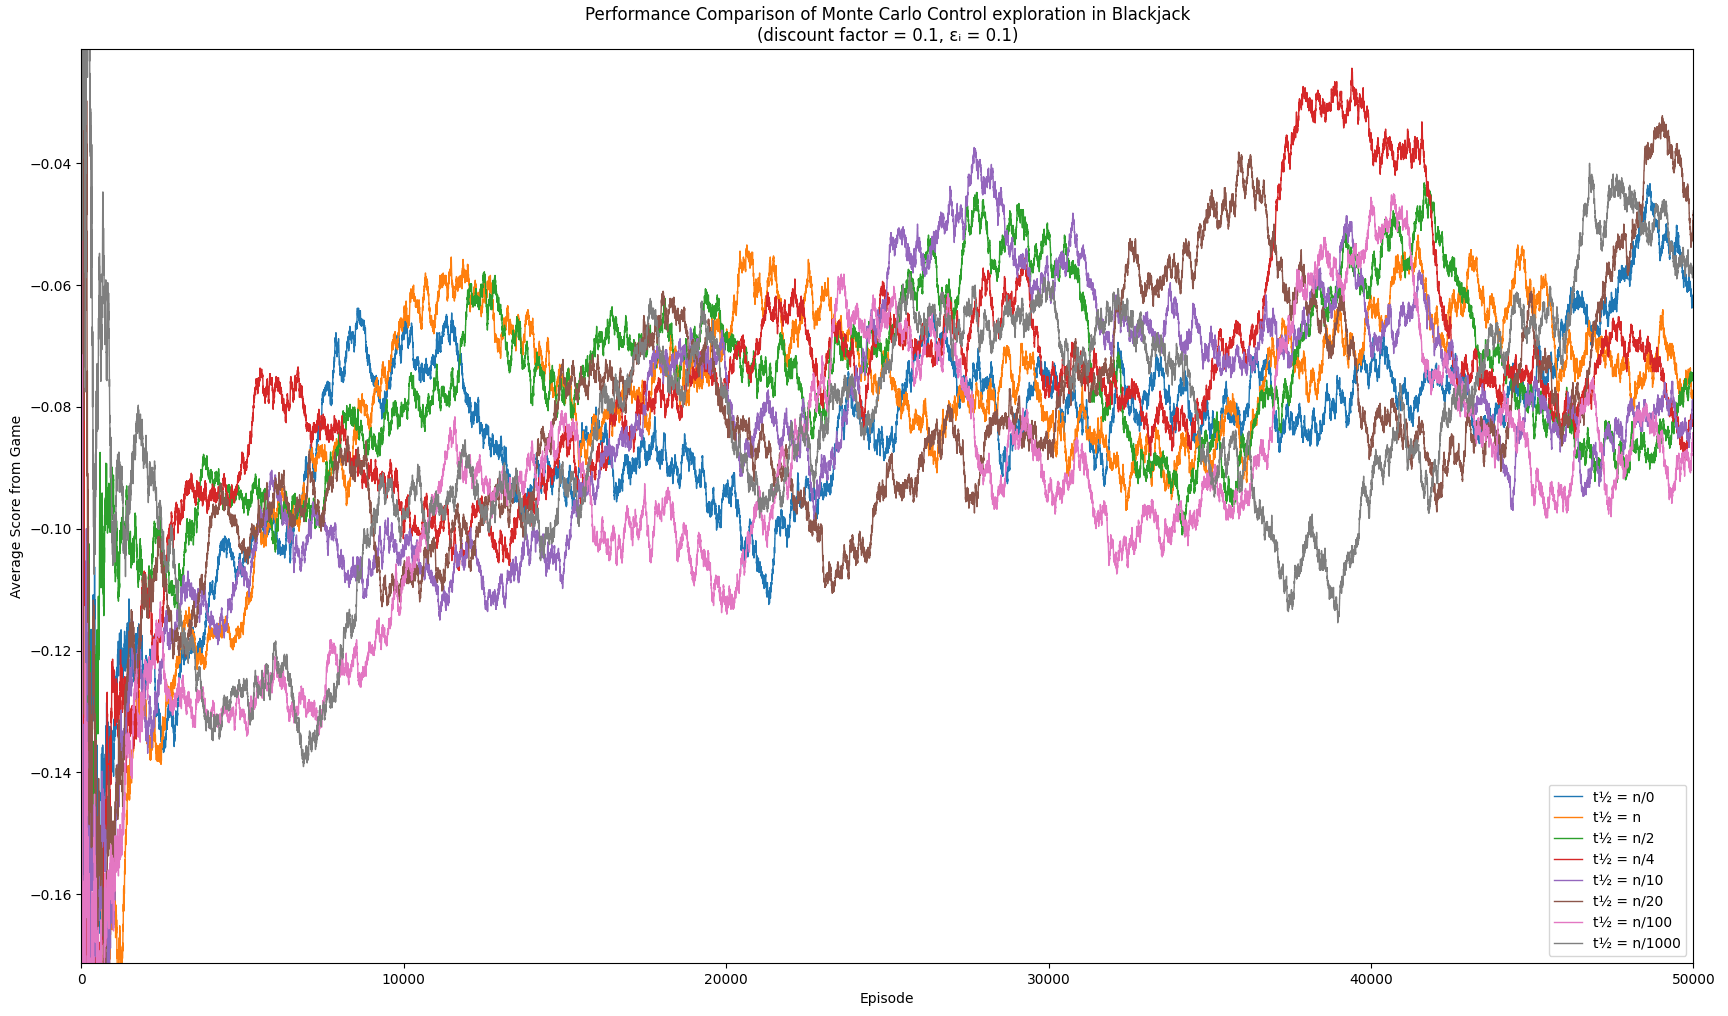 Performance Comparison of Monte Carlo Control exploration in Blackjack
(discount factor = 0.1, εᵢ = 0.1)
Average Score from Game
−0.04
−0.06
−0.08
−0.10
−0.12
−0.14
−0.16
t½ = n/0
t½ = n
t½ = n/2
t½ = n/4
t½ = n/10
t½ = n/20
t½ = n/100
t½ = n/1000
0 10000 20000 30000 40000 50000
Episode